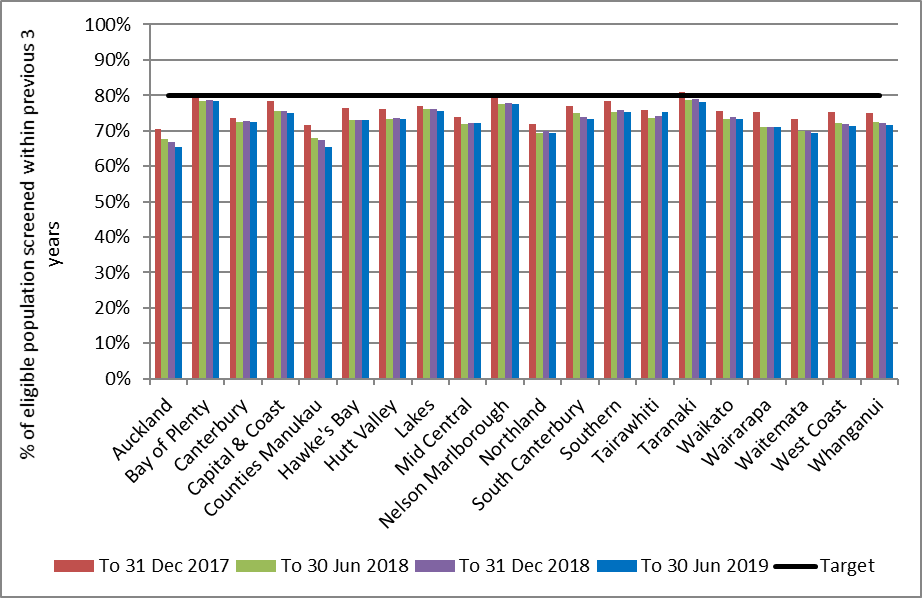 % of eligible population screened within previous 3
years
100%
90%
80%
70%
60%
50%
40%
30%
20%
10%
0%
Auckland
Bay of Plenty
Canterbury
Capital & Coast
Counties Manukau
Hawke's Bay
Hutt Valley
Lakes
Mid Central
Nelson Marlborough
Northland
South Canterbury
Southern
Tairawhiti
Taranaki
Waikato
Wairarapa
Waitemata
West Coast
Whanganui
To 31 Dec 2017 To 30 Jun 2018 To 31 Dec 2018 To 30 Jun 2019 Target